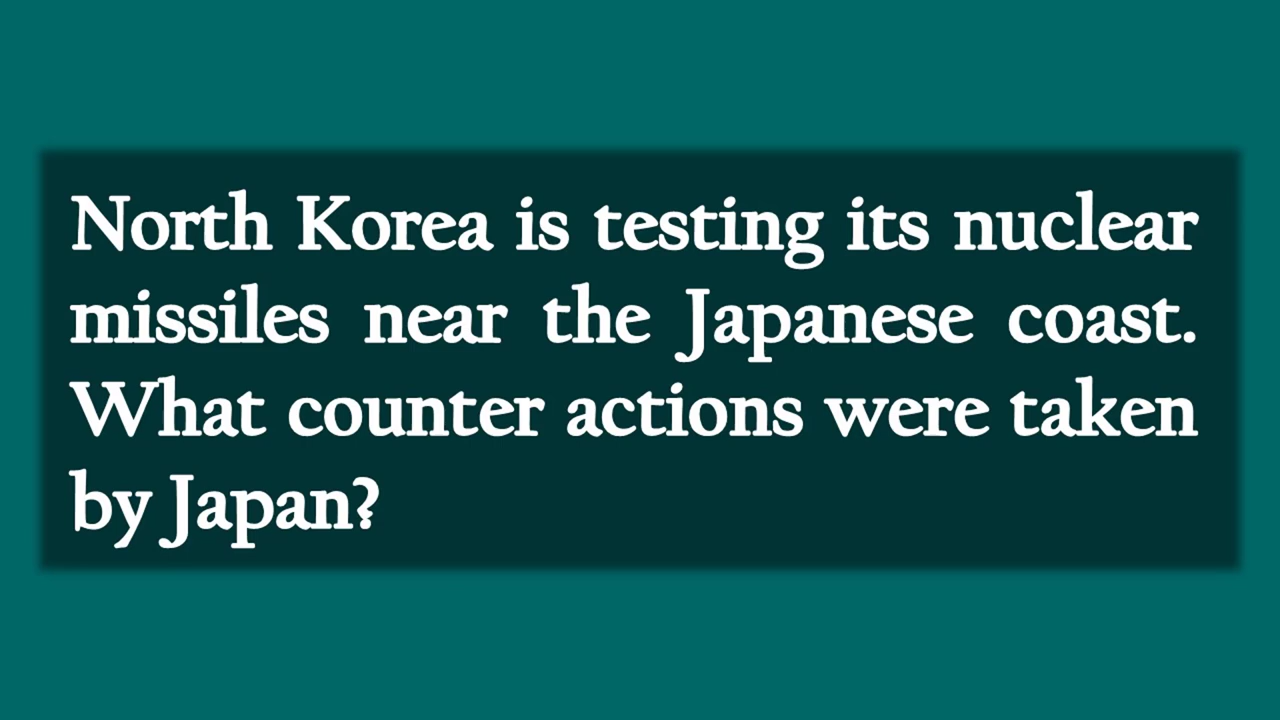 North Korea is testing its nuclear
missiles near the Japanese coast.
What counter actions were taken
by Japan?